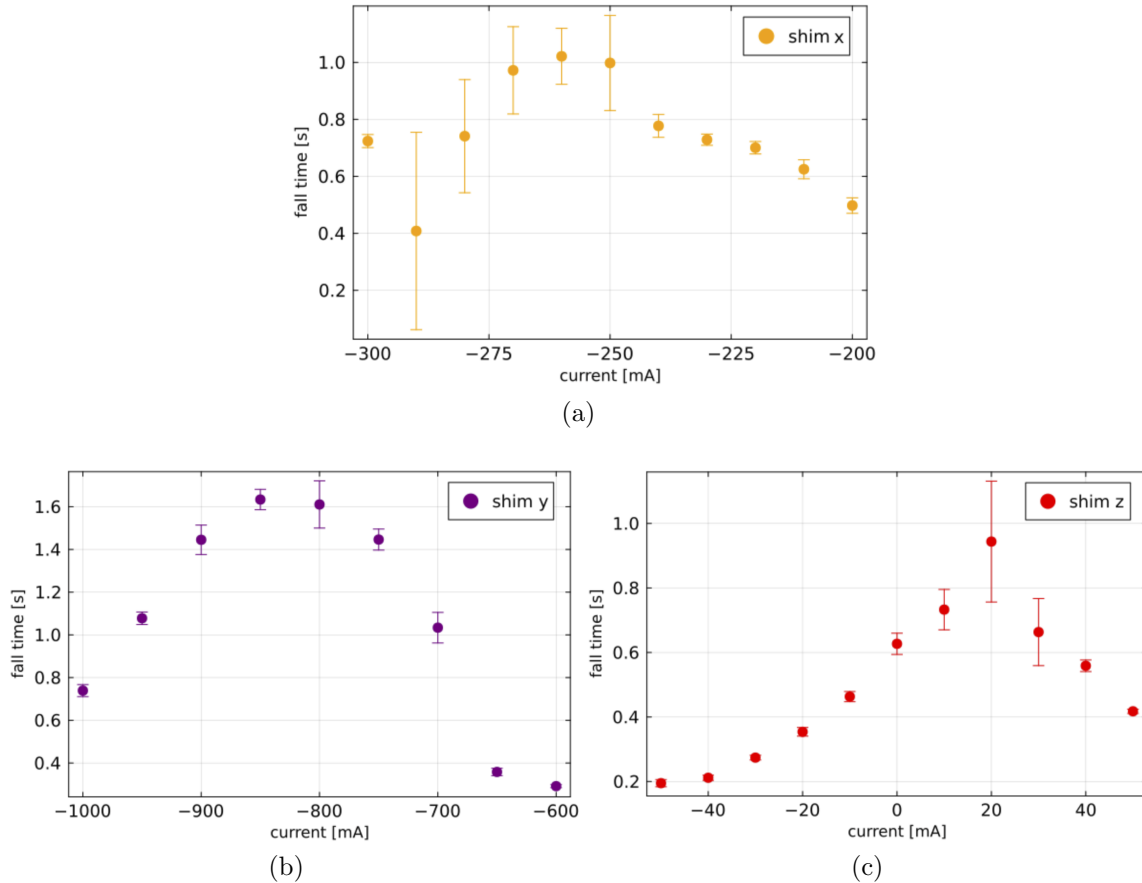 shim x
1.0
0.8
0.6
0.4
0.2
fall time [s]
−300 −275 −250 −225 −200
current [mA]
(a)
shim y
1.6
1.4
1.2
1.0
0.8
0.6
0.4
fall time [s]
−1000 −900 −800 −700 −600
current [mA]
(b)
shim z
1.0
0.8
0.6
0.4
0.2
fall time [s]
−40 −20 0 20 40
current [mA]
(c)